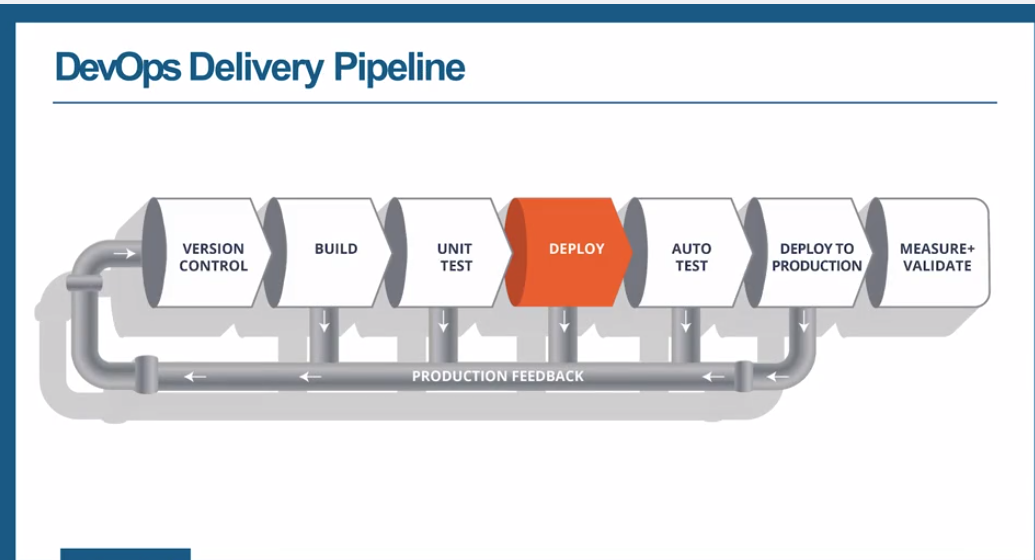 DevOps Delivery Pipeline
VERSION
CONTROL
BUILD
UNIT
TEST
DEPLOY
AUTO
TEST
DEPLOY TO
PRODUCTION
MEASURE+
VALIDATE
PRODUCTION FEEDBACK